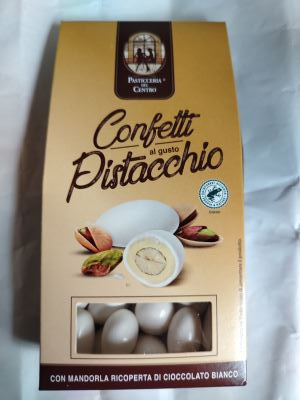 PASTICCERIA
DEL
CENTRO
Confetti
al gusto
Pistacchio
CON MANDORLA RICOPERTA DI CIOCCOLATO BIANCO